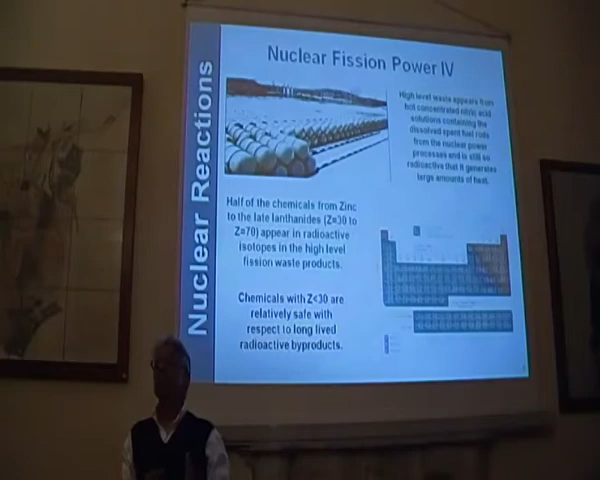 Nuclear Reactions
Nuclear Fission Power IV
High level waste appears from
hot concentrated nitric acid
solutions containing the
dissolved spent fuel rods
from the nuclear power
processes and is still so
radioactive that it generates
large amounts of heat.
Half of the chemicals from Zinc
to the late lanthanides (Z=30 to
Z=70) appear in radioactive
isotopes in the high level
fission waste products.
Chemicals with Z<30 are
relatively safe with
respect to long lived
radioactive byproducts.